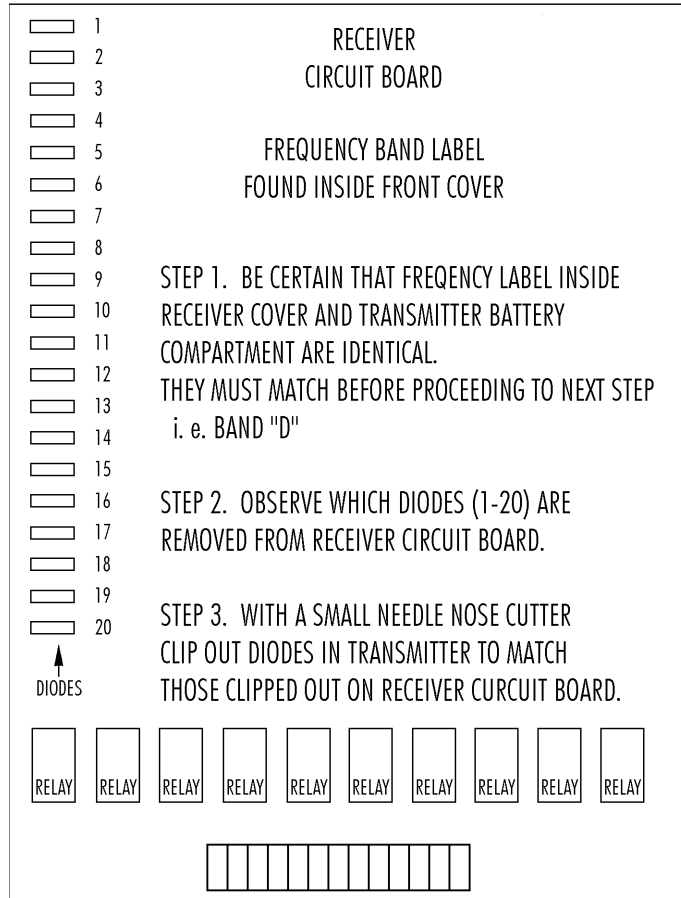 1
2
3
4
5
6
7
8
9
10
11
12
13
14
15
16
17
18
19
20
DIODES
RECEIVER
CIRCUIT BOARD
FREQUENCY BAND LABEL
FOUND INSIDE FRONT COVER
STEP 1. BE CERTAIN THAT FREQENCY LABEL INSIDE
RECEIVER COVER AND TRANSMITTER BATTERY
COMPARTMENT ARE IDENTICAL.
THEY MUST MATCH BEFORE PROCEEDING TO NEXT STEP
i. e. BAND "D"
STEP 2. OBSERVE WHICH DIODES (1-20) ARE
REMOVED FROM RECEIVER CIRCUIT BOARD.
STEP 3. WITH A SMALL NEEDLE NOSE CUTTER
CLIP OUT DIODES IN TRANSMITTER TO MATCH
THOSE CLIPPED OUT ON RECEIVER CURCUIT BOARD.
RELAY RELAY RELAY RELAY RELAY RELAY RELAY RELAY RELAY RELAY